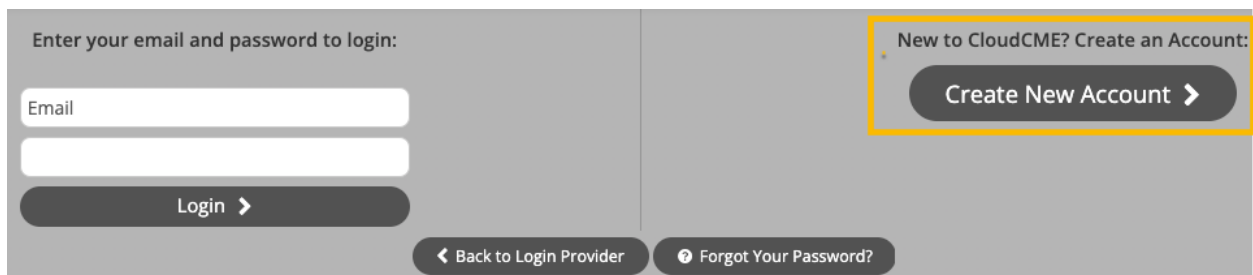 Enter your email and password to login:
Email
Login
New to CloudCME? Create an Account:
Create New Account
Back to Login Provider
Forgot Your Password?